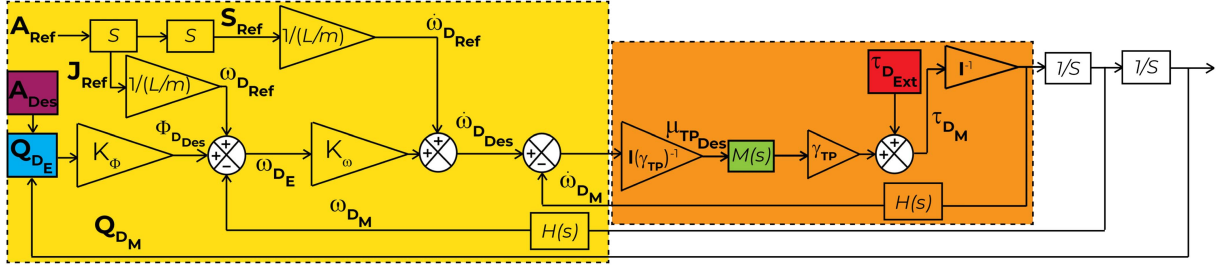 A_Ref
S
S
S_Ref
1/(L/m)
ω̇_D_Ref
J_Ref
1/(L/m)
ω_D_Ref
A_Des
Q_D_E
K_Φ
Φ_D_Des
+
+
−
ω_D_E
K_ω
+
+
ω̇_D_Des
+
−
ω̇_D_M
I(γ_TP)⁻¹
μ_TP_Des
M(s)
γ_TP
+
+
τ_D_Ext
τ_D_M
I⁻¹
1/S
1/S
H(s)
ω_D_M
H(s)
Q_D_M